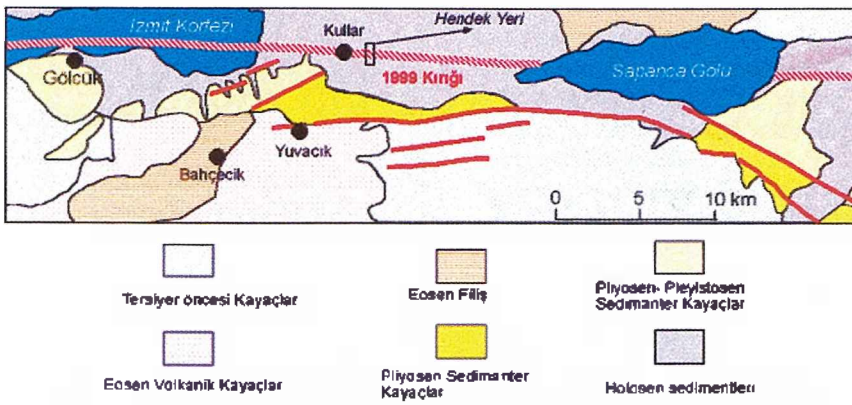 İzmit Körfezi
Kullar
Hendek Yeri
Gölcük
1999 Kırığı
Sapanca Gölü
Bahçecik
Yuvacık
0 5 10 km
Tersiyer öncesi Kayaçlar
Eosen Filiş
Pliyosen- Pleyistosen
Sedimanter Kayaçlar
Eosen Volkanik Kayaçlar
Pliyosen Sedimanter
Kayaçlar
Holosen sedimentleri